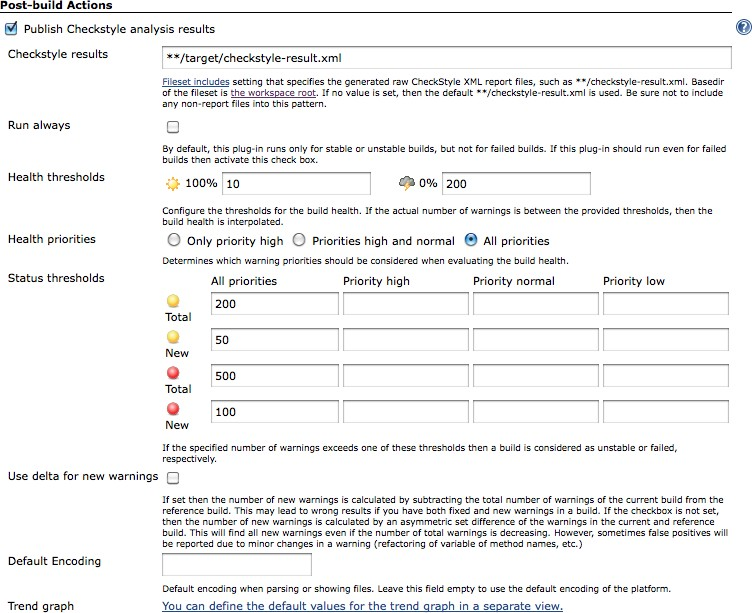 Post-build Actions
Publish Checkstyle analysis results
Checkstyle results
**/target/checkstyle-result.xml
Fileset includes setting that specifies the generated raw CheckStyle XML report files, such as **/checkstyle-result.xml. Basedir
of the fileset is the workspace root. If no value is set, then the default **/checkstyle-result.xml is used. Be sure not to include
any non-report files into this pattern.
Run always
By default, this plug-in runs only for stable or unstable builds, but not for failed builds. If this plug-in should run even for failed
builds then activate this check box.
Health thresholds
100% 10 0% 200
Configure the thresholds for the build health. If the actual number of warnings is between the provided thresholds, then the
build health is interpolated.
Health priorities
Only priority high Priorities high and normal All priorities
Determines which warning priorities should be considered when evaluating the build health.
Status thresholds
All priorities Priority high Priority normal Priority low
200
Total
50
New
500
Total
100
New
If the specified number of warnings exceeds one of these thresholds then a build is considered as unstable or failed,
respectively.
Use delta for new warnings
If set then the number of new warnings is calculated by subtracting the total number of warnings of the current build from the
reference build. This may lead to wrong results if you have both fixed and new warnings in a build. If the checkbox is not set,
then the number of new warnings is calculated by an asymmetric set difference of the warnings in the current and reference
build. This will find all new warnings even if the number of total warnings is decreasing. However, sometimes false positives will
be reported due to minor changes in a warning (refactoring of variable of method names, etc.)
Default Encoding
Default encoding when parsing or showing files. Leave this field empty to use the default encoding of the platform.
Trend graph
You can define the default values for the trend graph in a separate view.